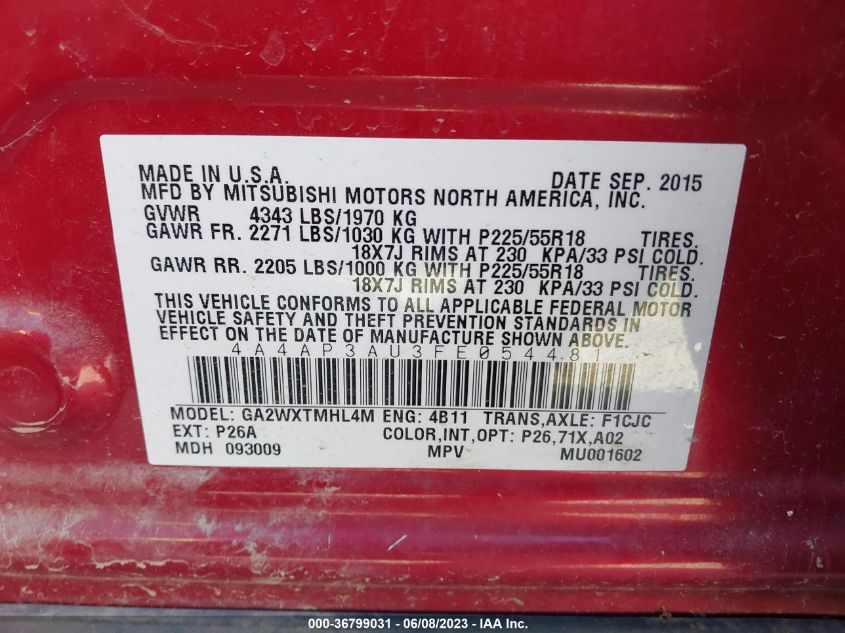 MADE IN U.S.A. DATE SEP. 2015
MFD BY MITSUBISHI MOTORS NORTH AMERICA, INC.
GVWR 4343 LBS/1970 KG
GAWR FR. 2271 LBS/1030 KG WITH P225/55R18 TIRES.
18X7J RIMS AT 230 KPA/33 PSI COLD.
GAWR RR. 2205 LBS/1000 KG WITH P225/55R18 TIRES.
18X7J RIMS AT 230 KPA/33 PSI COLD.
THIS VEHICLE CONFORMS TO ALL APPLICABLE FEDERAL MOTOR
VEHICLE SAFETY AND THEFT PREVENTION STANDARDS IN
EFFECT ON THE DATE OF MANUFACTURE SHOWN ABOVE.
4A4AP3AU3FE054481
MODEL: GA2WXTMHL4M ENG: 4B11 TRANS,AXLE: F1CJC
EXT: P26A COLOR,INT,OPT: P26,71X,A02
MDH 093009 MPV MU001602
000-36799031 - 06/08/2023 - IAAI.com